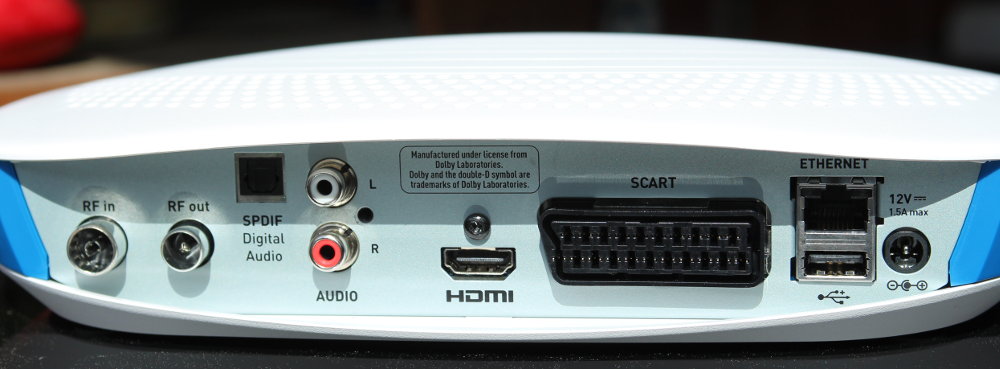 RF in
RF out
SPDIF
Digital
Audio
L
R
AUDIO
Manufactured under license from
Dolby Laboratories.
Dolby and the double-D symbol are
trademarks of Dolby Laboratories.
HDMI
SCART
ETHERNET
12V
1.5A max